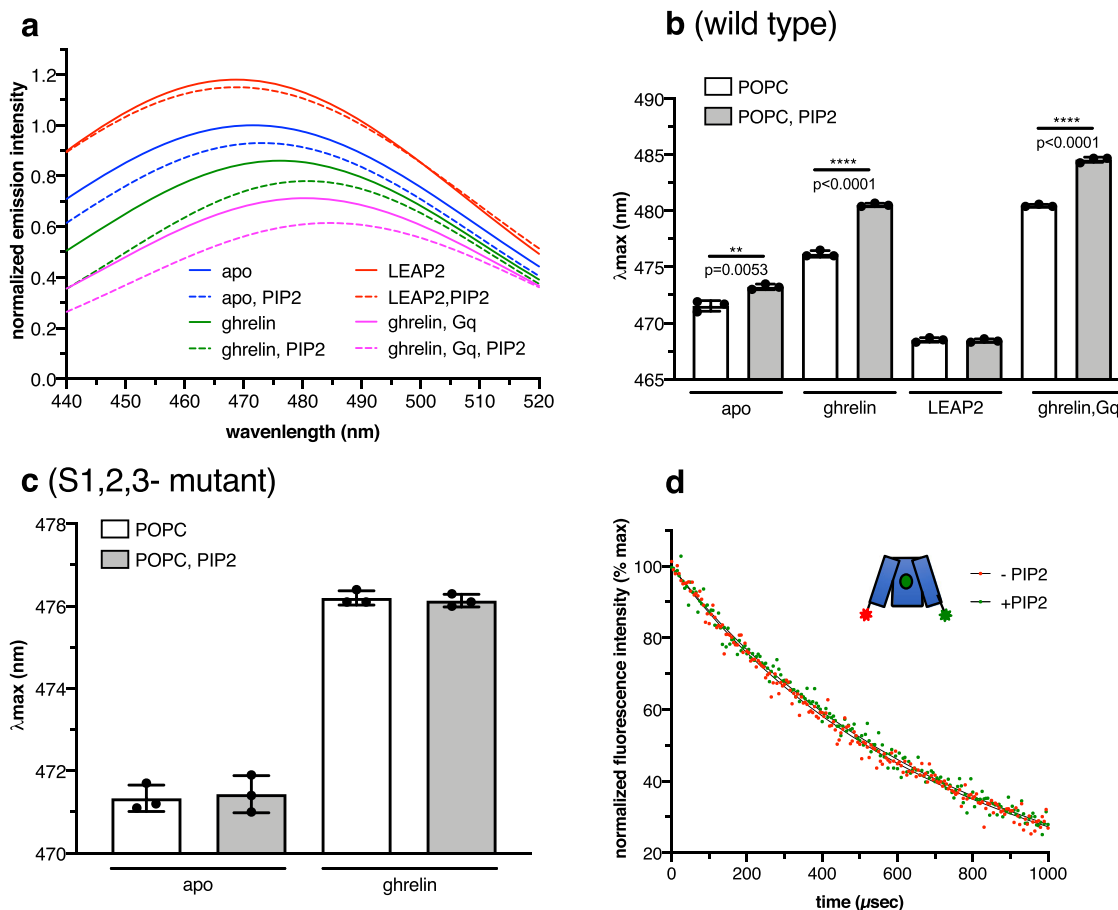 a
normalized emission intensity
1.2
1.0
0.8
0.6
0.4
0.2
0.0
440 450 460 470 480 490 500 510 520
wavenlength (nm)
apo
apo, PIP2
ghrelin
ghrelin, PIP2
LEAP2
LEAP2,PIP2
ghrelin, Gq
ghrelin, Gq, PIP2
b (wild type)
POPC
POPC, PIP2
λmax (nm)
490
485
480
475
470
465
**
p=0.0053
****
p<0.0001
****
p<0.0001
apo ghrelin LEAP2 ghrelin,Gq
c (S1,2,3- mutant)
POPC
POPC, PIP2
λmax (nm)
478
476
474
472
470
apo ghrelin
d
normalized fluorescence intensity (% max)
100
80
60
40
20
0 200 400 600 800 1000
time (µsec)
- PIP2
+PIP2